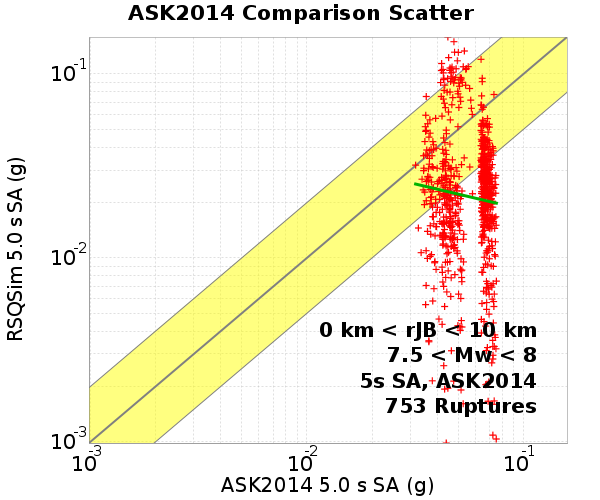 ASK2014 Comparison Scatter
RSQSim 5.0 s SA (g)
10⁻¹
10⁻²
10⁻³
0 km < rJB < 10 km
7.5 < Mw < 8
5s SA, ASK2014
753 Ruptures
10⁻³ 10⁻² 10⁻¹
ASK2014 5.0 s SA (g)